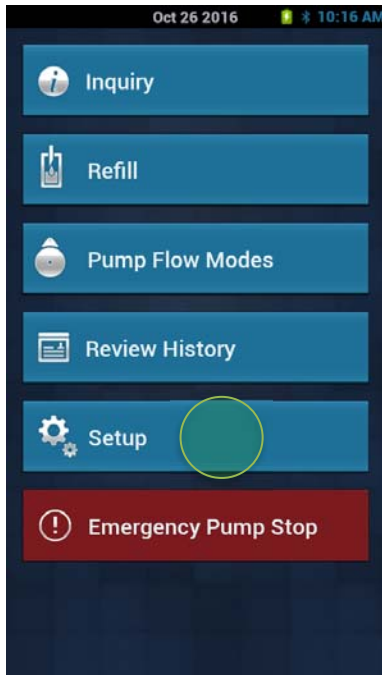 Oct 26 2016 10:16 AM
Inquiry
Refill
Pump Flow Modes
Review History
Setup
Emergency Pump Stop